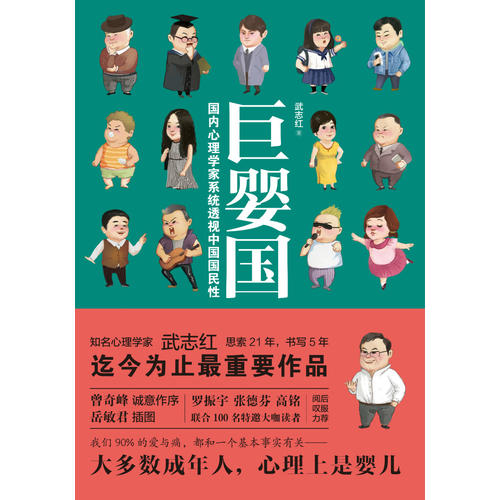 巨婴国
武志红 著
国内心理学家系统透视中国国民性
知名心理学家 武志红 思索21年,书写5年
迄今为止最重要作品
曾奇峰 诚意作序
岳敏君 插图
罗振宇 张德芬 高铭
联合100名特邀大咖读者
阅后
叹服
力荐
我们90%的爱与痛,都和一个基本事实有关——
大多数成年人,心理上是婴儿